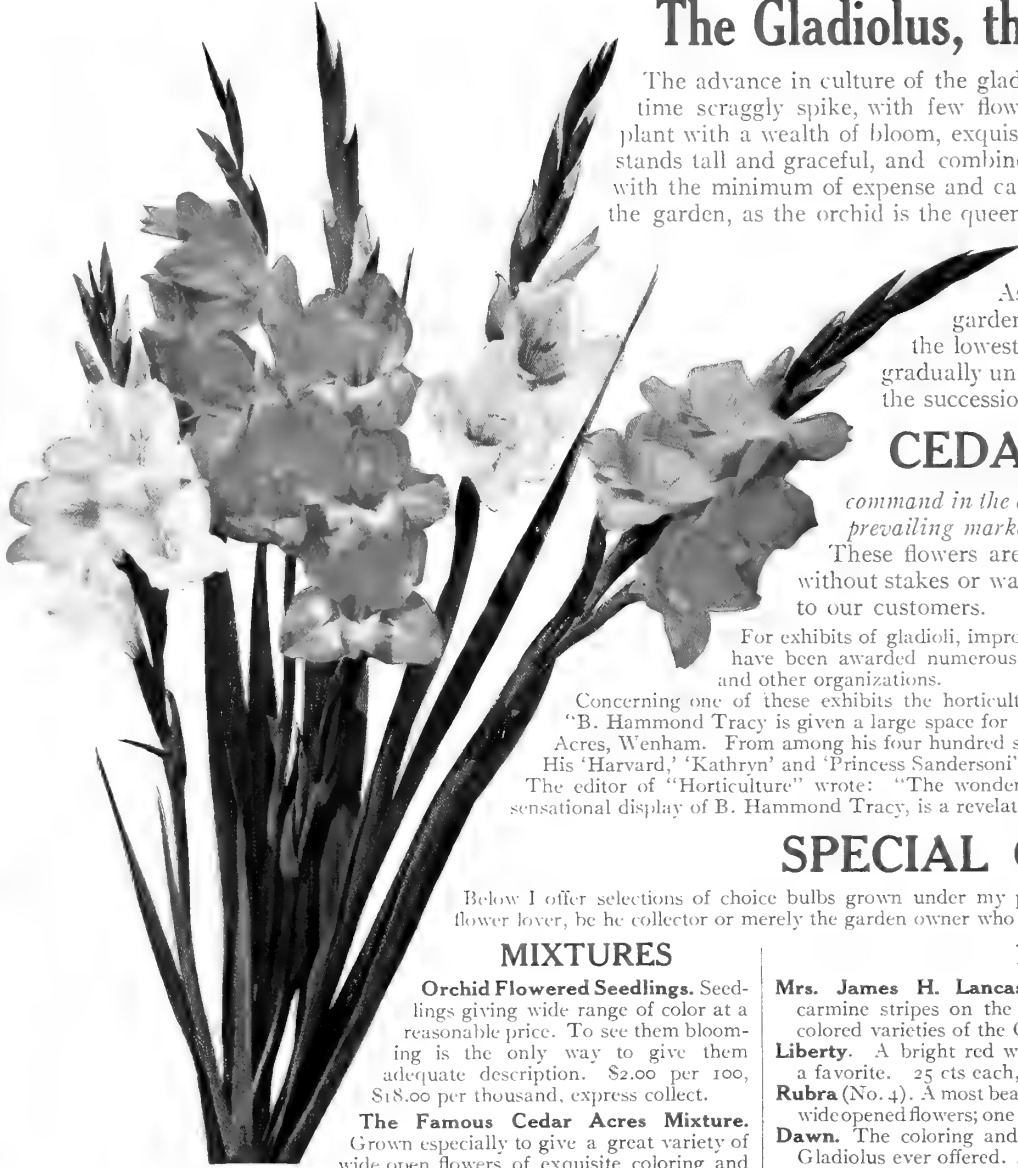 The Gladiolus, th
The advance in culture of the glad
time scraggly spike, with few flow
plant with a wealth of bloom, exquis
stands tall and graceful, and combin
with the minimum of expense and ca
the garden, as the orchid is the queen
As
garden
the lowest
gradually un
the successio
CEDA
command in the
prevailing mark
These flowers are
without stakes or wa
to our customers.
For exhibits of gladioli, impro
have been awarded numerous
and other organizations.
Concerning one of these exhibits the horticult
"B. Hammond Tracy is given a large space for
Acres, Wenham. From among his four hundred s
His 'Harvard,' 'Kathryn' and 'Princess Sandersoni'
The editor of "Horticulture" wrote: "The wonder
sensational display of B. Hammond Tracy, is a revelat
SPECIAL
Below I offer selections of choice bulbs grown under my p
flower lover, be he collector or merely the garden owner who
MIXTURES
Orchid Flowered Seedlings. Seed-
lings giving wide range of color at a
reasonable price. To see them bloom-
ing is the only way to give them
adequate description. $2.00 per 100,
$18.00 per thousand, express collect.
The Famous Cedar Acres Mixture.
Grown especially to give a great variety of
wide open flowers of exquisite coloring and
Mrs. James H. Lancas
carmine stripes on the
colored varieties of the
Liberty. A bright red w
a favorite. 25 cts each,
Rubra (No. 4). A most bea
wide opened flowers; one
Dawn. The coloring and
Gladiolus ever offered.